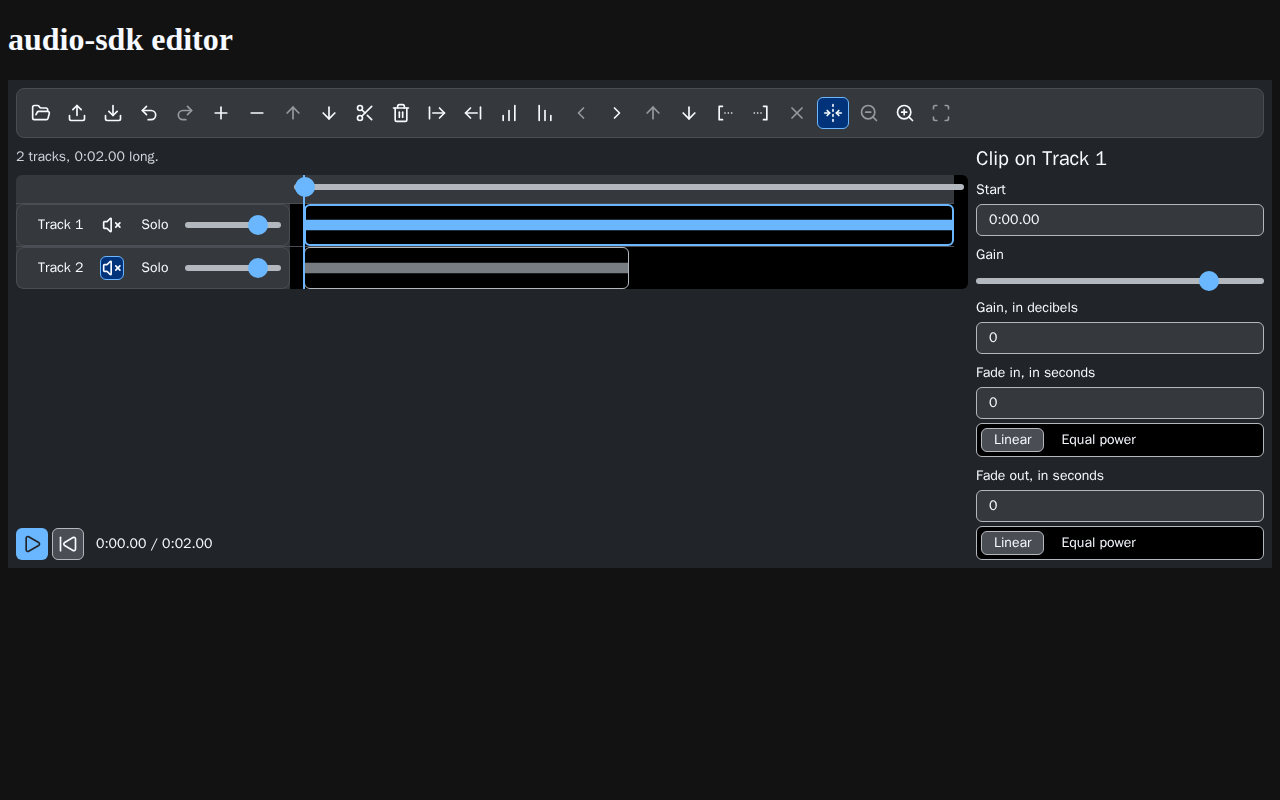 audio-sdk editor
2 tracks, 0:02.00 long.
Track 1 Solo
Track 2 Solo
0:00.00 / 0:02.00
Clip on Track 1
Start
0:00.00
Gain
Gain, in decibels
0
Fade in, in seconds
0
Linear Equal power
Fade out, in seconds
0
Linear Equal power